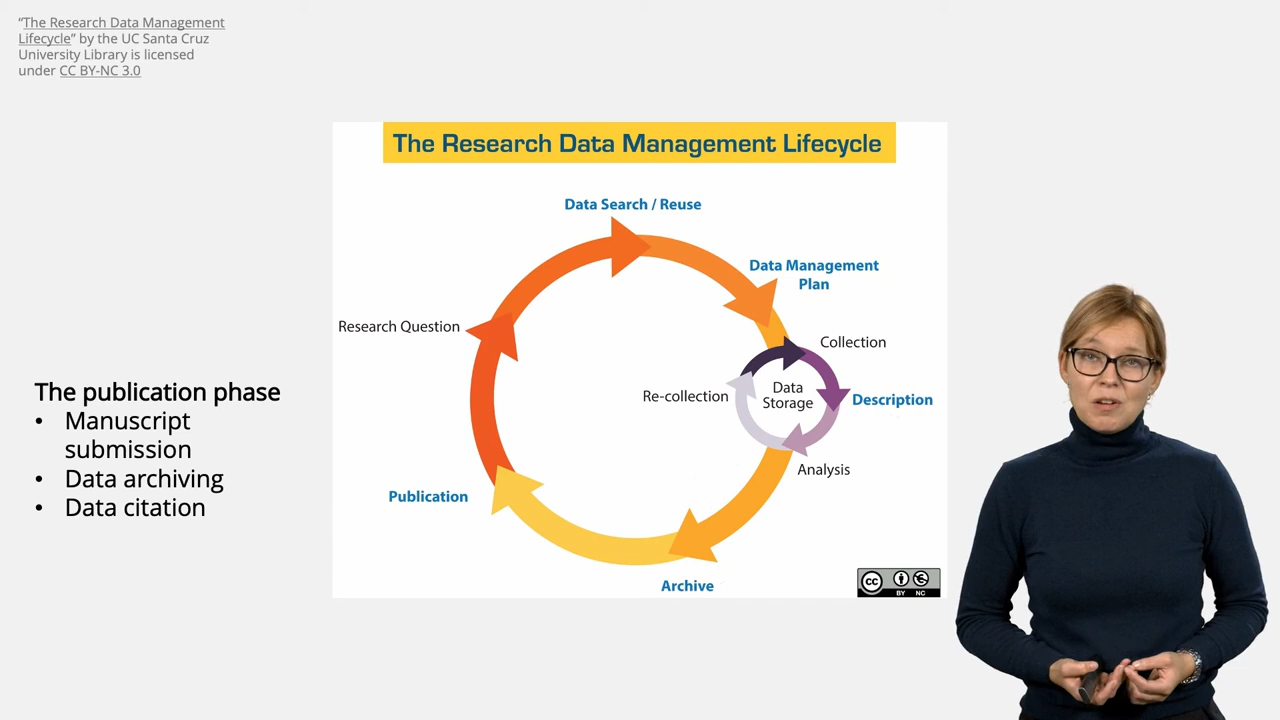 “The Research Data Management
Lifecycle” by the UC Santa Cruz
University Library is licensed
under CC BY-NC 3.0
The Research Data Management Lifecycle
Data Search / Reuse
Data Management
Plan
Research Question
Collection
Data
Storage
Re-collection
Description
Analysis
Publication
Archive
The publication phase
• Manuscript
submission
• Data archiving
• Data citation
cc
BY NC